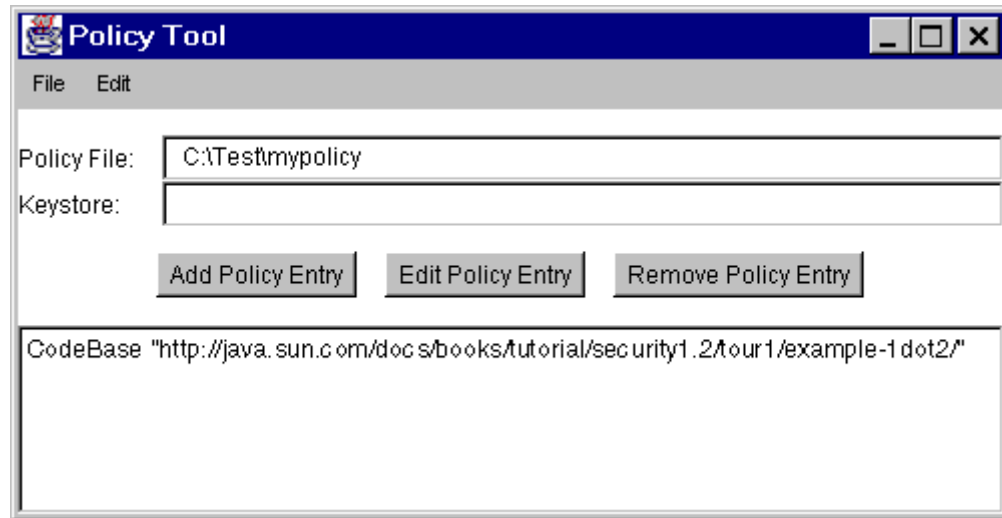 Policy Tool
File Edit
Policy File: C:\Test\mypolicy
Keystore:
Add Policy Entry Edit Policy Entry Remove Policy Entry
CodeBase "http://java.sun.com/docs/books/tutorial/security1.2/tour1/example-1dot2/"